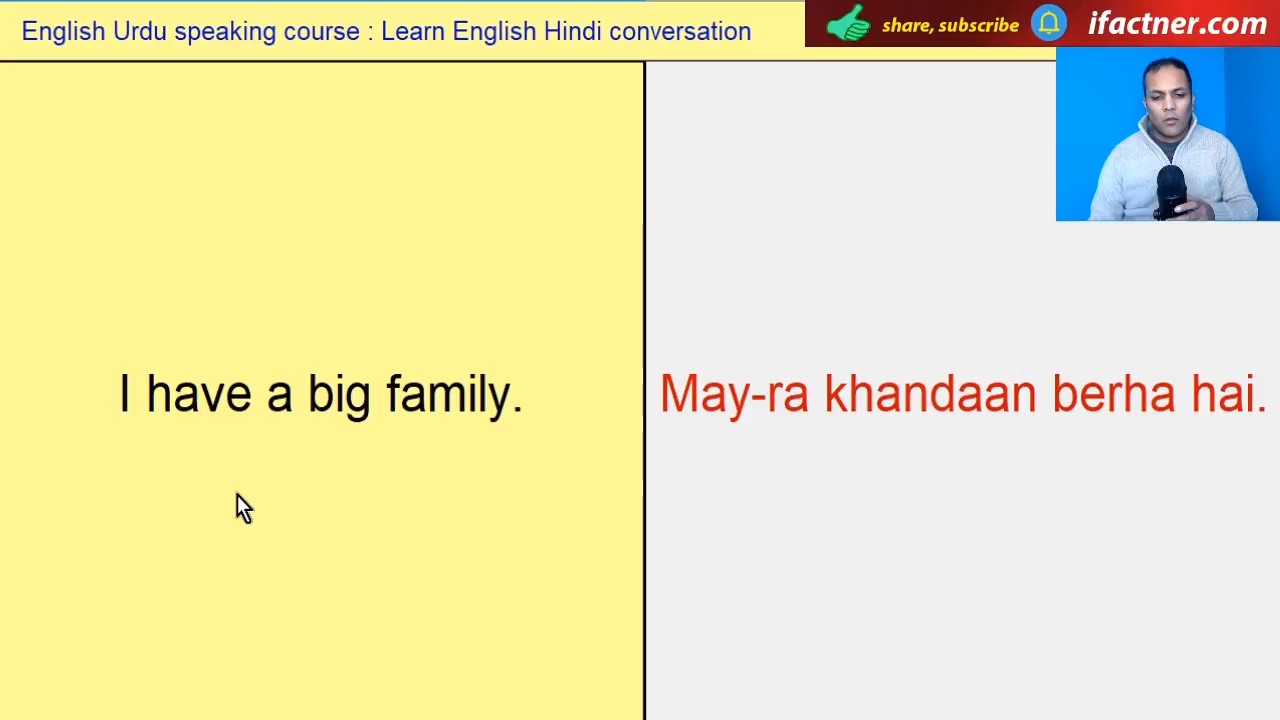 English Urdu speaking course : Learn English Hindi conversation
share, subscribe
ifactner.com
I have a big family.
May-ra khandaan berha hai.